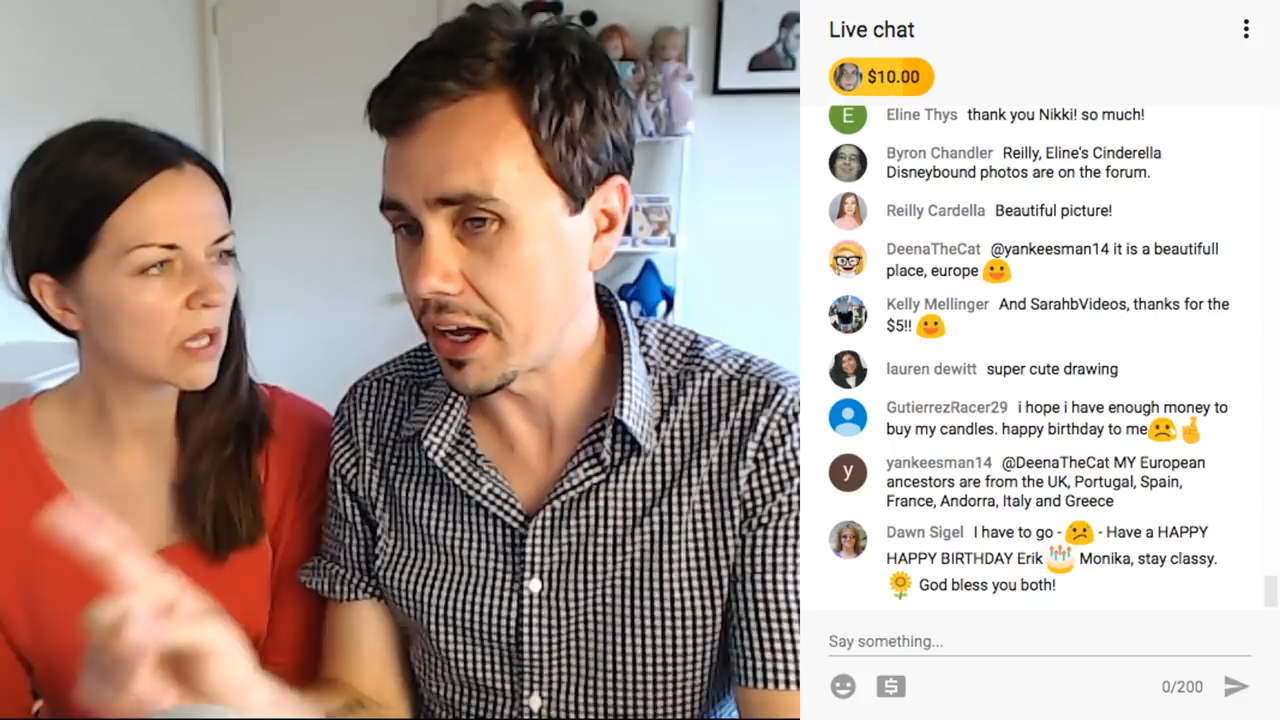 Live chat
$10.00
E Eline Thys thank you Nikki! so much!
Byron Chandler Reilly, Eline's Cinderella
Disneybound photos are on the forum.
Reilly Cardella Beautiful picture!
DeenaTheCat @yankeesman14 it is a beautifull
place, europe 😃
Kelly Mellinger And SarahbVideos, thanks for the
$5!! 😃
lauren dewitt super cute drawing
GutierrezRacer29 i hope i have enough money to
buy my candles. happy birthday to me☹️🤞
y yankeesman14 @DeenaTheCat MY European
ancestors are from the UK, Portugal, Spain,
France, Andorra, Italy and Greece
Dawn Sigel I have to go - 😕 - Have a HAPPY
HAPPY BIRTHDAY Erik 🎂 Monika, stay classy.
🌻 God bless you both!
Say something...
0/200